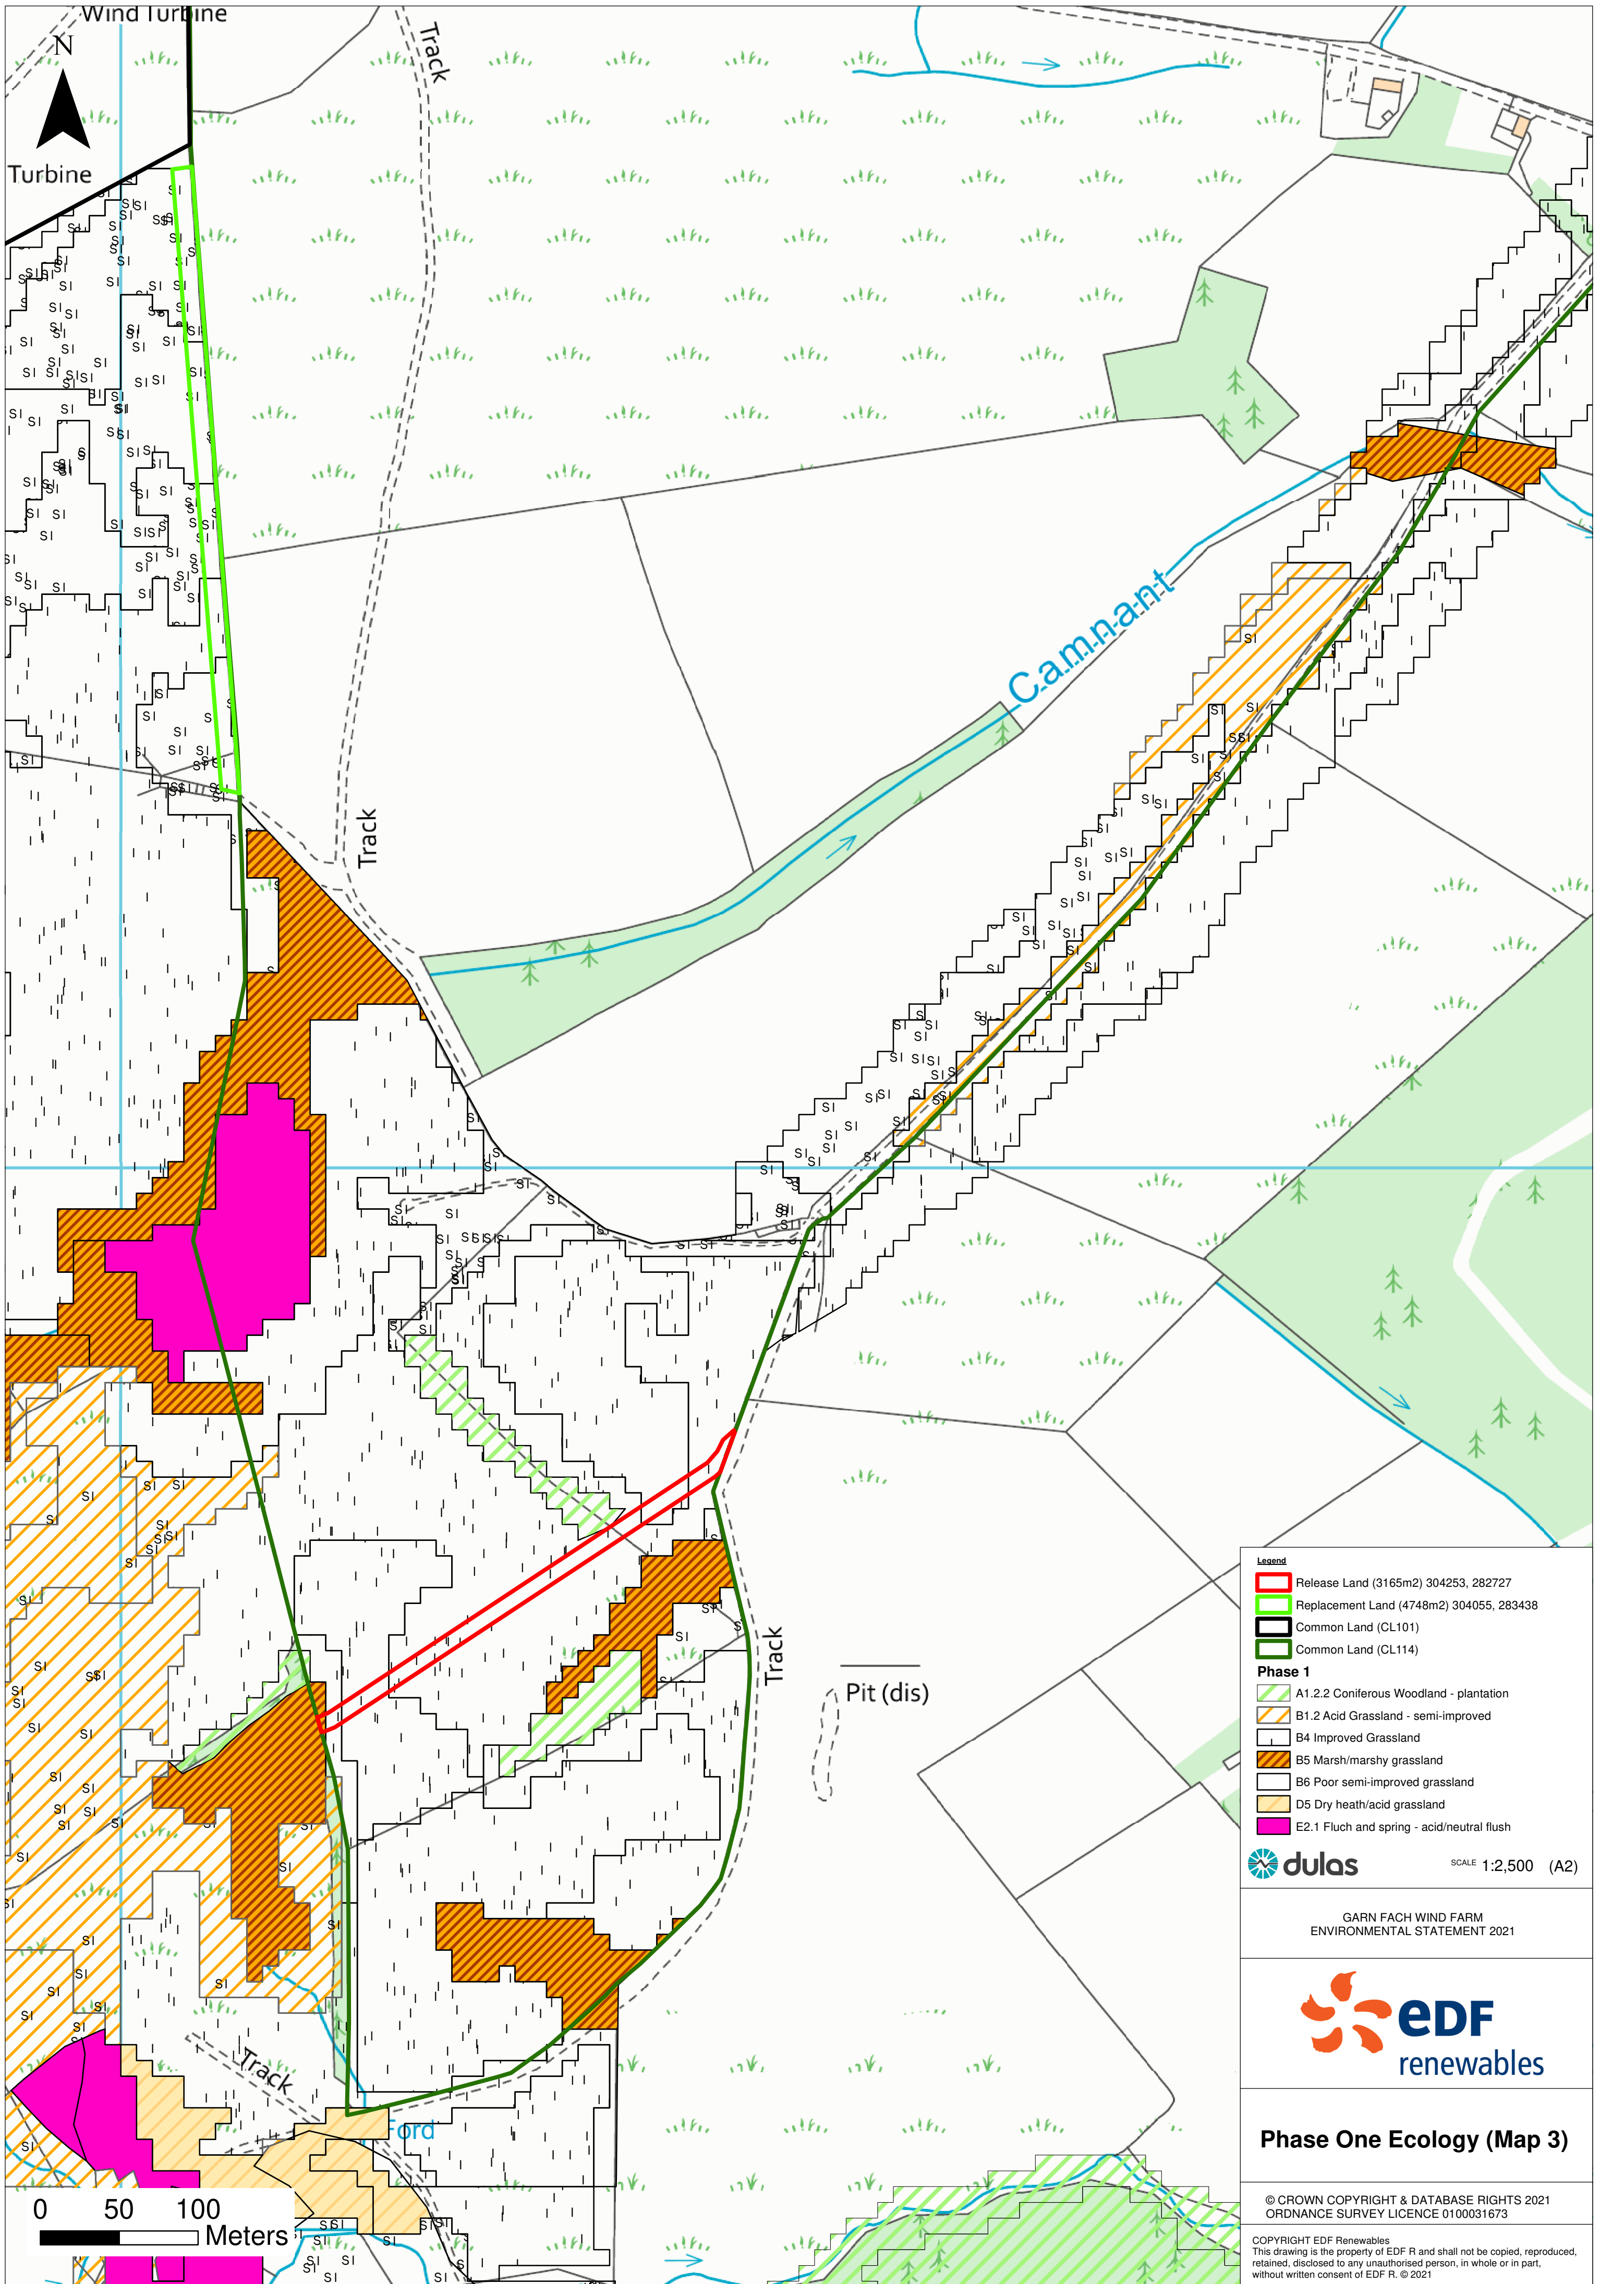 Wind Turbine
N
Track
Turbine
Camnant
Track
Track
Pit (dis)
Track
Ford
0 50 100
Meters
Legend
Release Land (3165m2) 304253, 282727
Replacement Land (4748m2) 304055, 283438
Common Land (CL101)
Common Land (CL114)
Phase 1
A1.2.2 Coniferous Woodland - plantation
B1.2 Acid Grassland - semi-improved
B4 Improved Grassland
B5 Marsh/marshy grassland
B6 Poor semi-improved grassland
D5 Dry heath/acid grassland
E2.1 Fluch and spring - acid/neutral flush
dulas
SCALE 1:2,500 (A2)
GARN FACH WIND FARM
ENVIRONMENTAL STATEMENT 2021
eDF
renewables
Phase One Ecology (Map 3)
© CROWN COPYRIGHT & DATABASE RIGHTS 2021
ORDNANCE SURVEY LICENCE 0100031673
COPYRIGHT EDF Renewables
This drawing is the property of EDF R and shall not be copied, reproduced,
retained, disclosed to any unauthorised person, in whole or in part,
without written consent of EDF R. © 2021